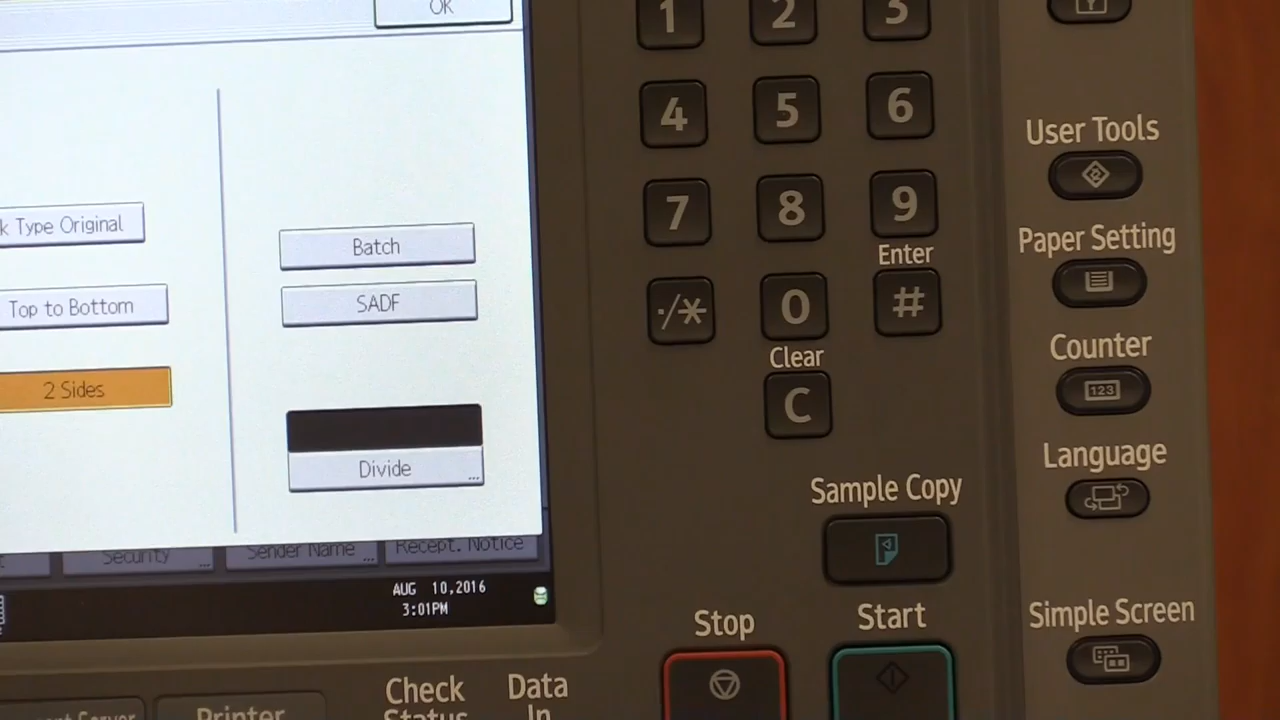 OK
k Type Original
Top to Bottom
2 Sides
Batch
SADF
Divide
...
Security
...
Sender Name
...
Recept. Notice
AUG 10,2016
3:01PM
1
2
3
4
5
6
7
8
9
Enter
./*
0
#
Clear
C
Sample Copy
Stop
Start
User Tools
Paper Setting
Counter
123
Language
Simple Screen
Check
Status
Data
In
Server
Printer